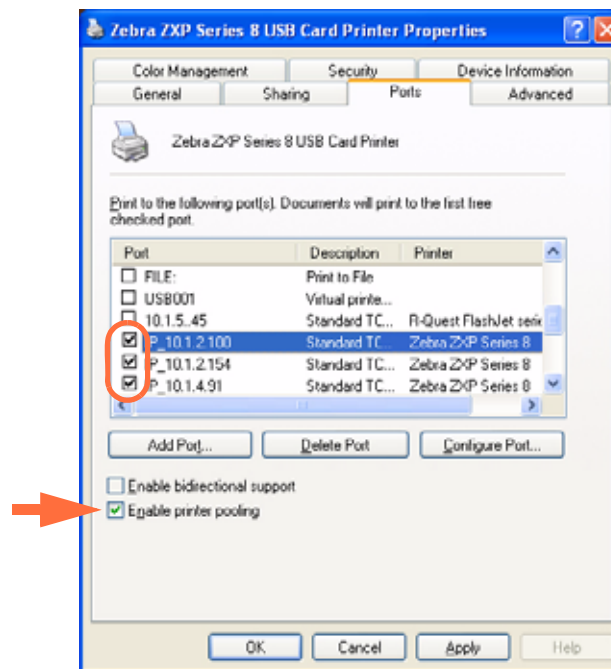 Zebra ZXP Series 8 USB Card Printer Properties
Color Management Security Device Information
General Sharing Ports Advanced
Zebra ZXP Series 8 USB Card Printer
Print to the following port(s). Documents will print to the first free
checked port.
Port Description Printer
FILE: Print to File
USB001 Virtual printe...
10.1.5..45 Standard TC... R-Quest FlashJet serie
IP_10.1.2.100 Standard TC... Zebra ZXP Series 8
IP_10.1.2.154 Standard TC... Zebra ZXP Series 8
IP_10.1.4.91 Standard TC... Zebra ZXP Series 8
Add Port... Delete Port Configure Port...
Enable bidirectional support
Enable printer pooling
OK Cancel Apply Help